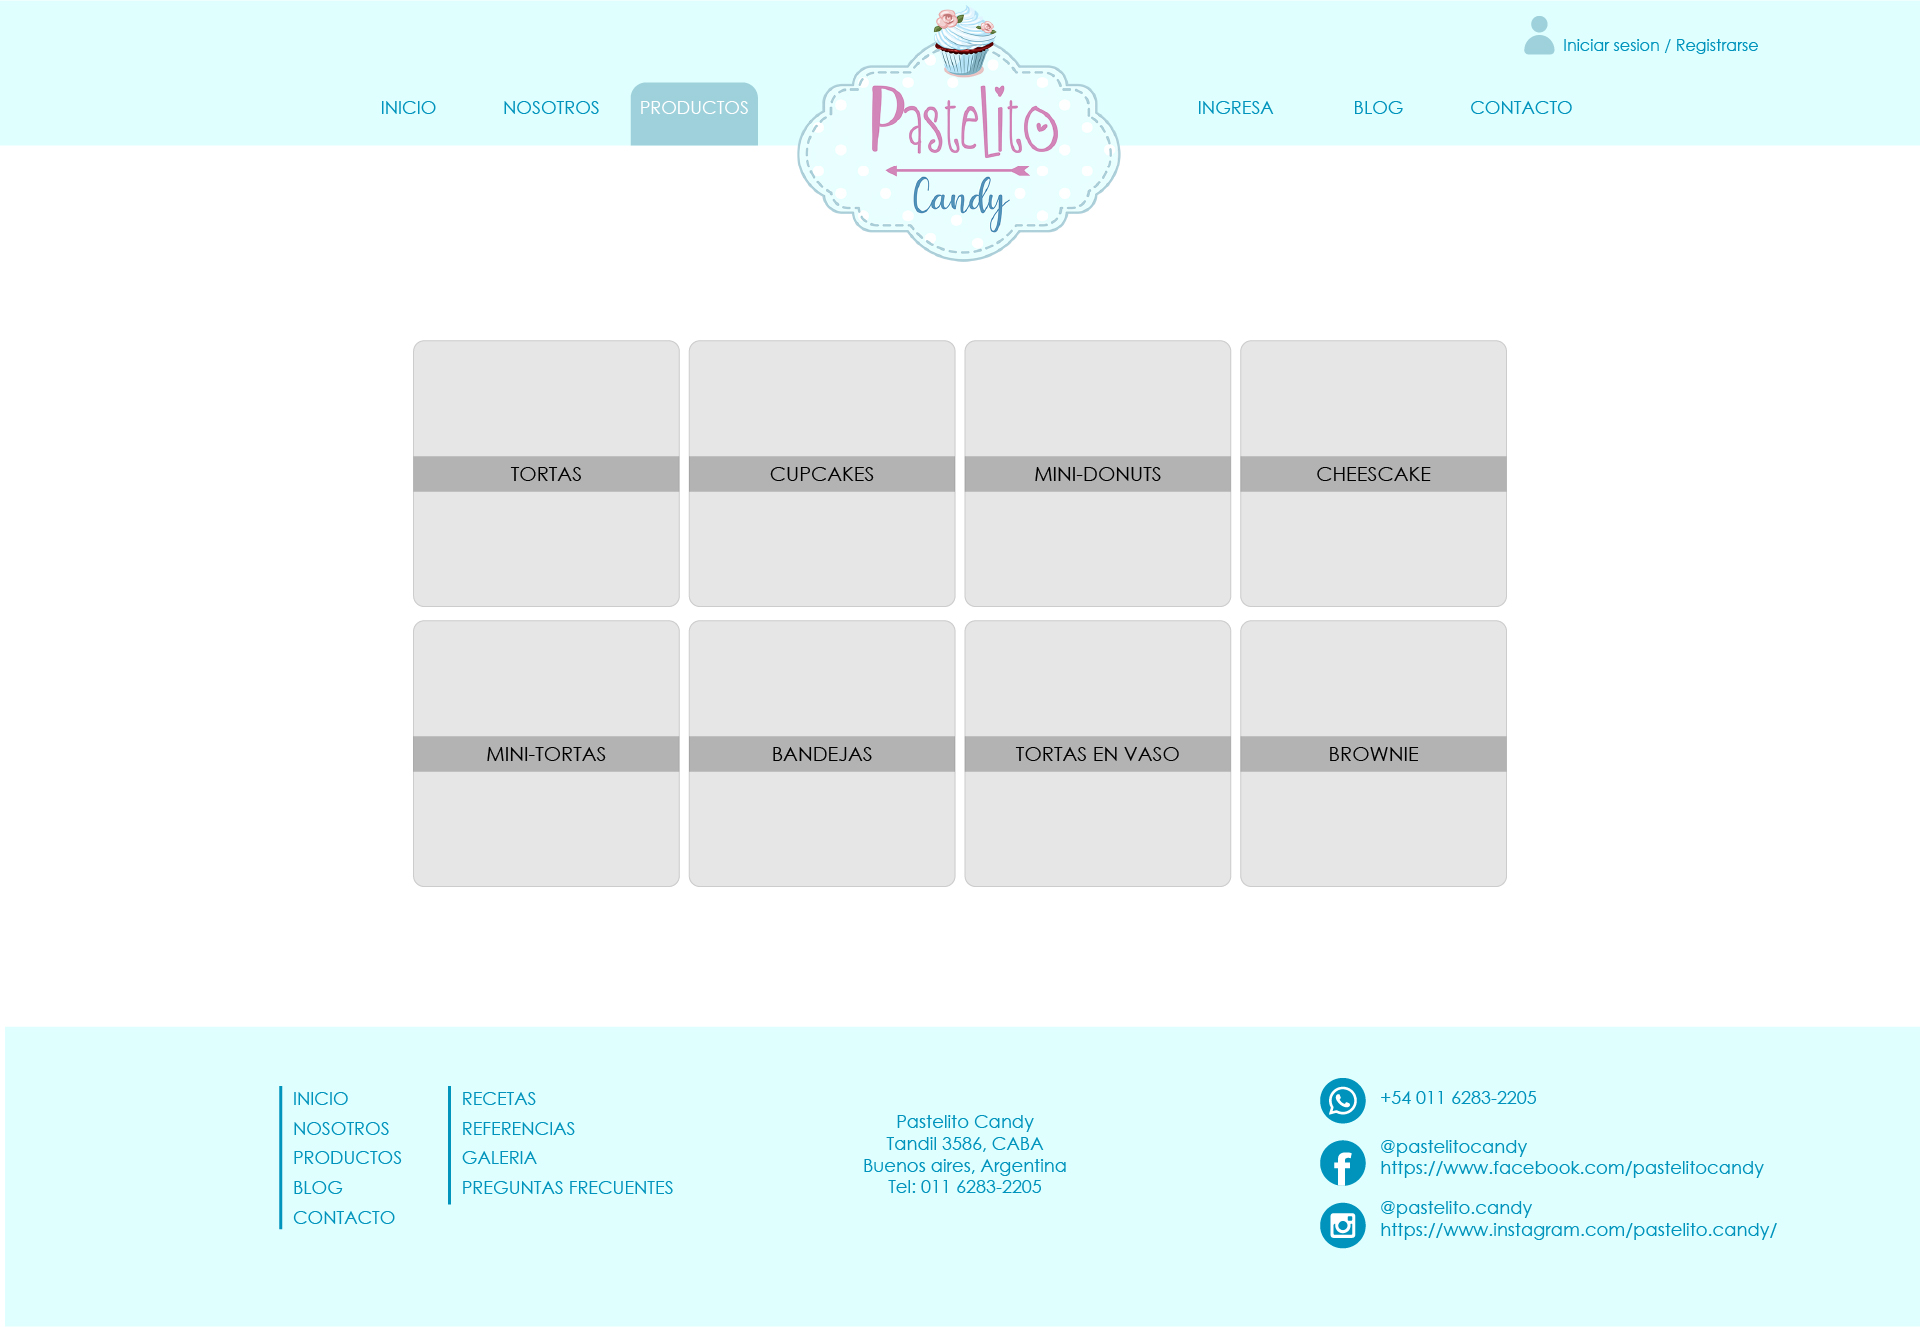 Iniciar sesion / Registrarse
INICIO
NOSOTROS
PRODUCTOS
Pastelito
Candy
INGRESA
BLOG
CONTACTO
TORTAS
CUPCAKES
MINI-DONUTS
CHEESCAKE
MINI-TORTAS
BANDEJAS
TORTAS EN VASO
BROWNIE
INICIO
NOSOTROS
PRODUCTOS
BLOG
CONTACTO
RECETAS
REFERENCIAS
GALERIA
PREGUNTAS FRECUENTES
Pastelito Candy
Tandil 3586, CABA
Buenos aires, Argentina
Tel: 011 6283-2205
+54 011 6283-2205
@pastelitocandy
https://www.facebook.com/pastelitocandy
@pastelito.candy
https://www.instagram.com/pastelito.candy/